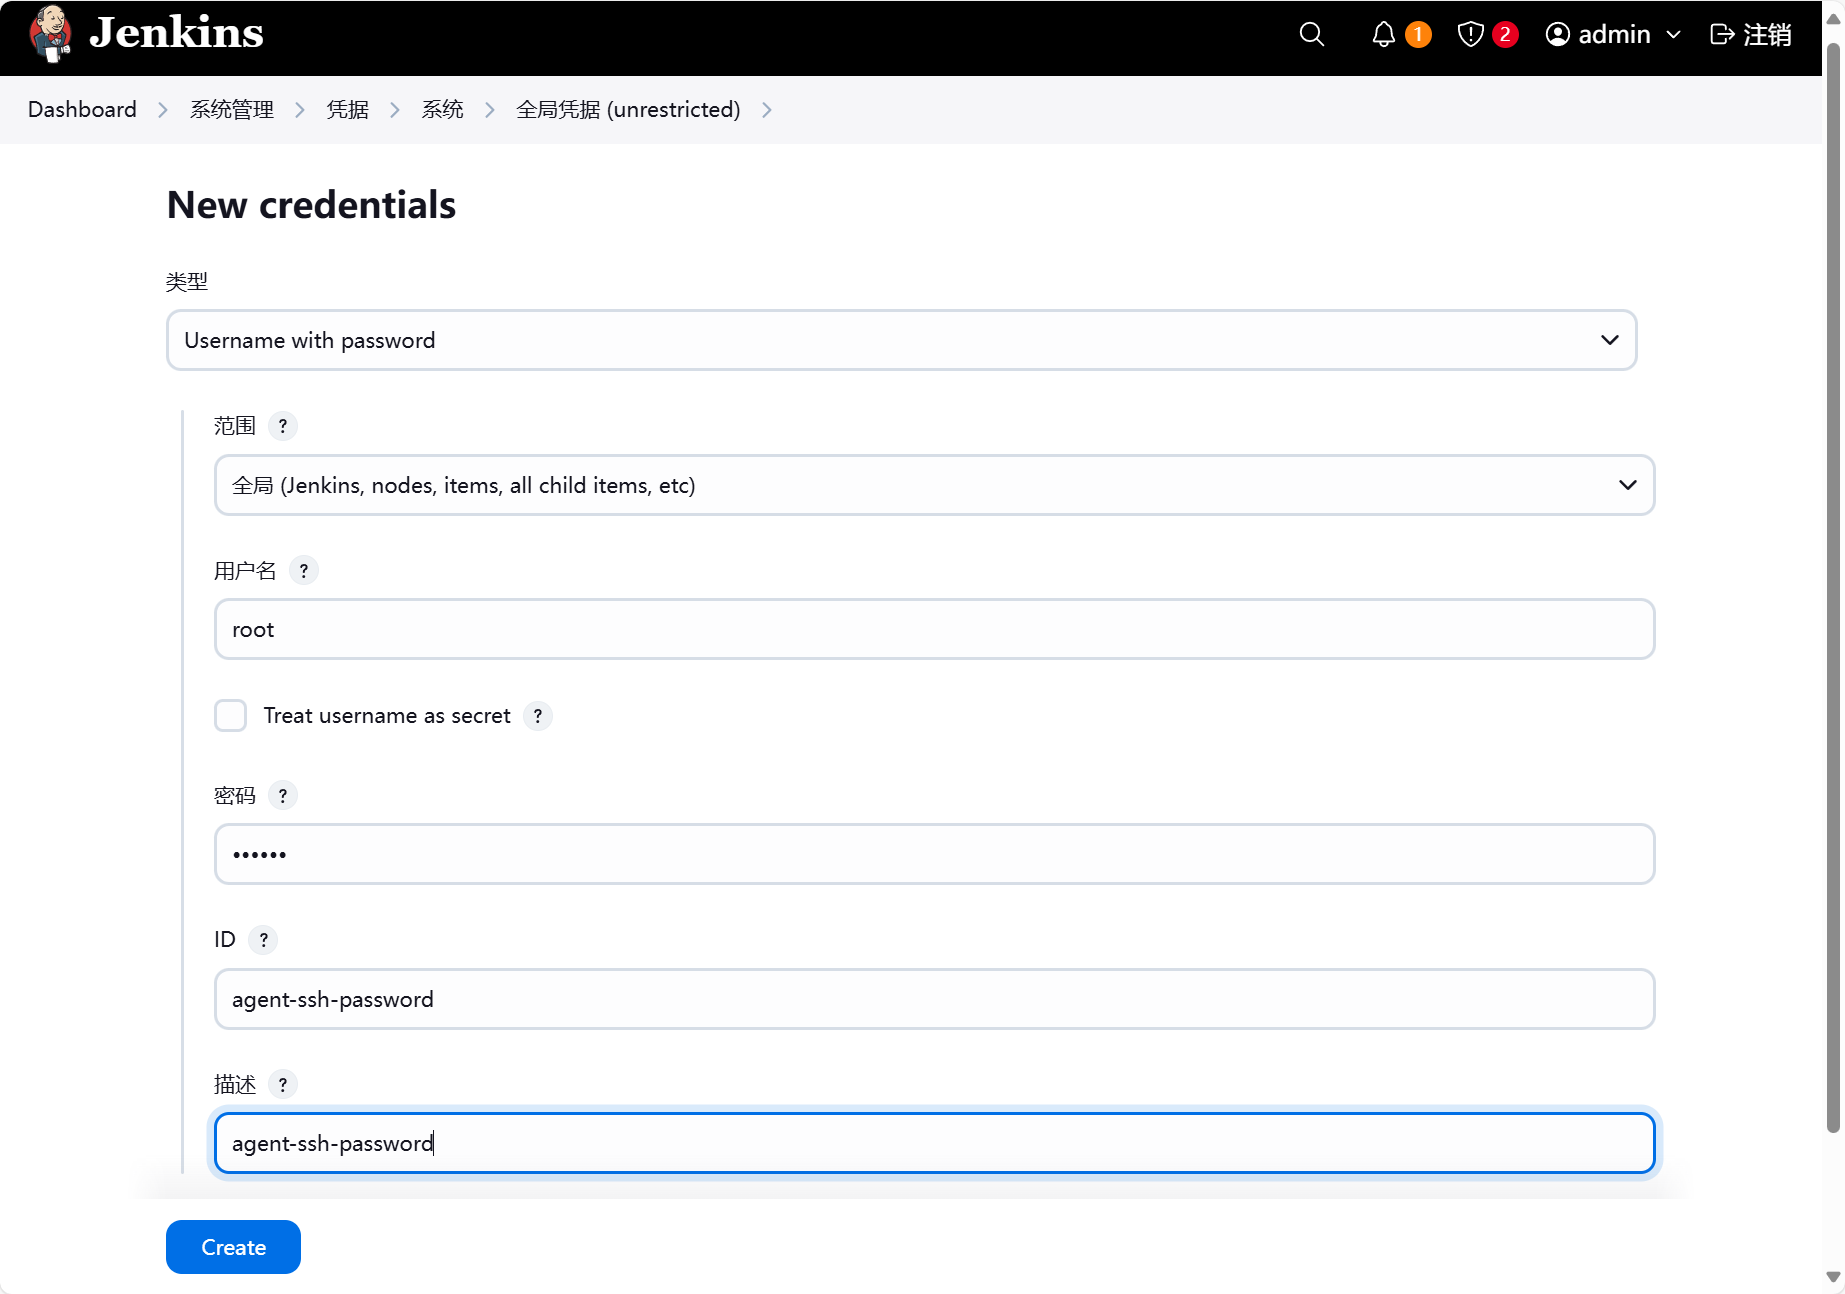 Jenkins
1
2
admin
注销
Dashboard
系统管理
凭据
系统
全局凭据 (unrestricted)
New credentials
类型
Username with password
范围 ?
全局 (Jenkins, nodes, items, all child items, etc)
用户名 ?
root
Treat username as secret ?
密码 ?
••••••
ID ?
agent-ssh-password
描述 ?
agent-ssh-password
Create